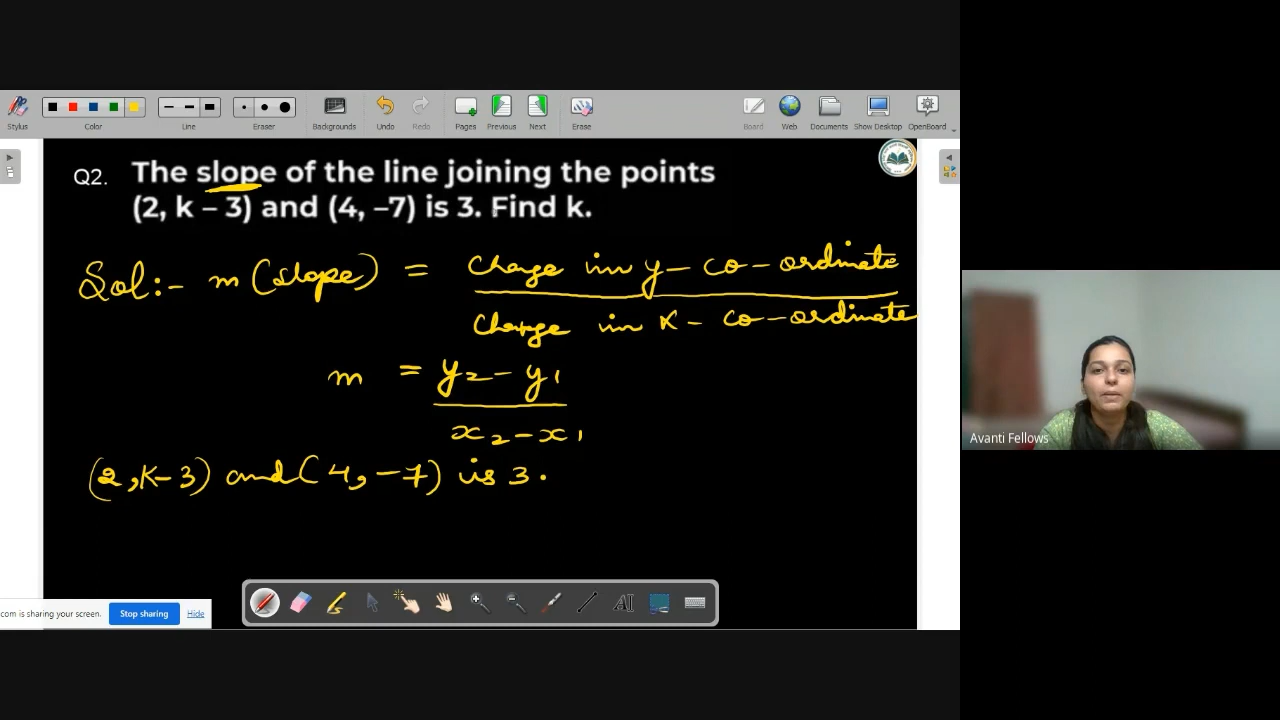 Stylus Color Line Eraser Backgrounds Undo Redo Pages Previous Next Erase Board Web Documents Show Desktop OpenBoard
Q2. The slope of the line joining the points
(2, k – 3) and (4, –7) is 3. Find k.
Sol:- m (slope) = Change in y - co-ordinate
Change in x - co-ordinate
m = y2 - y1
x2 - x1
(2, k-3) and (4, -7) is 3.
Avanti Fellows
AI
com is sharing your screen. Stop sharing Hide